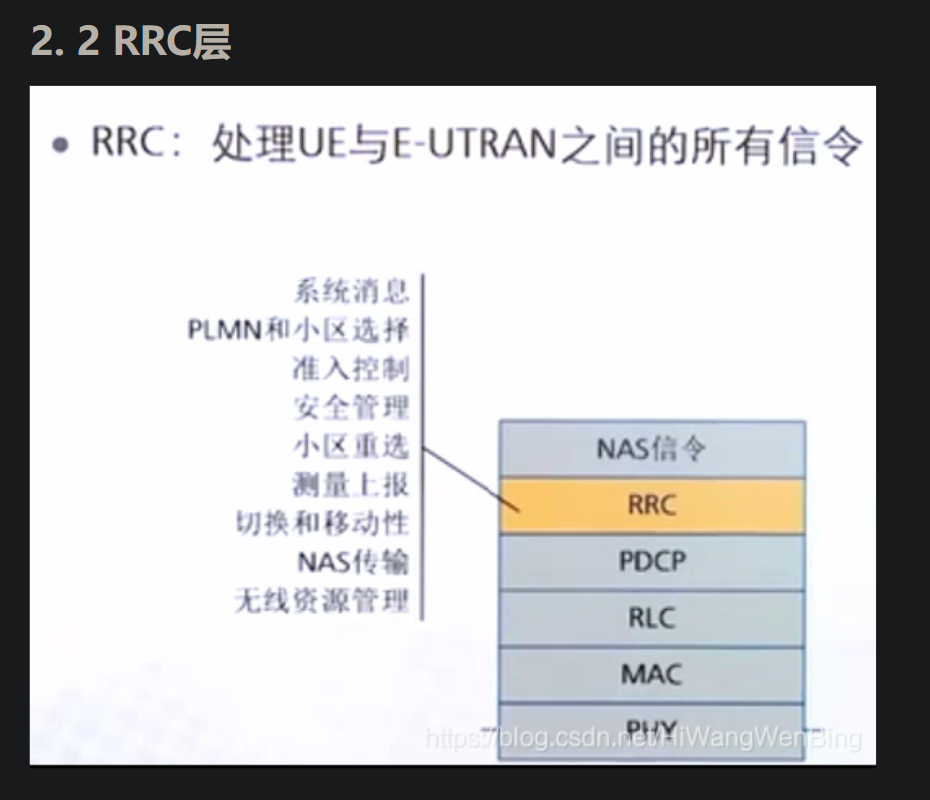 2. 2 RRC层
● RRC： 处理UE与E-UTRAN之间的所有信令
系统消息
PLMN和小区选择
准入控制
安全管理
小区重选
测量上报
切换和移动性
NAS传输
无线资源管理
NAS信令
RRC
PDCP
RLC
MAC
PHY
https://blog.csdn.net/HiWangWenBing